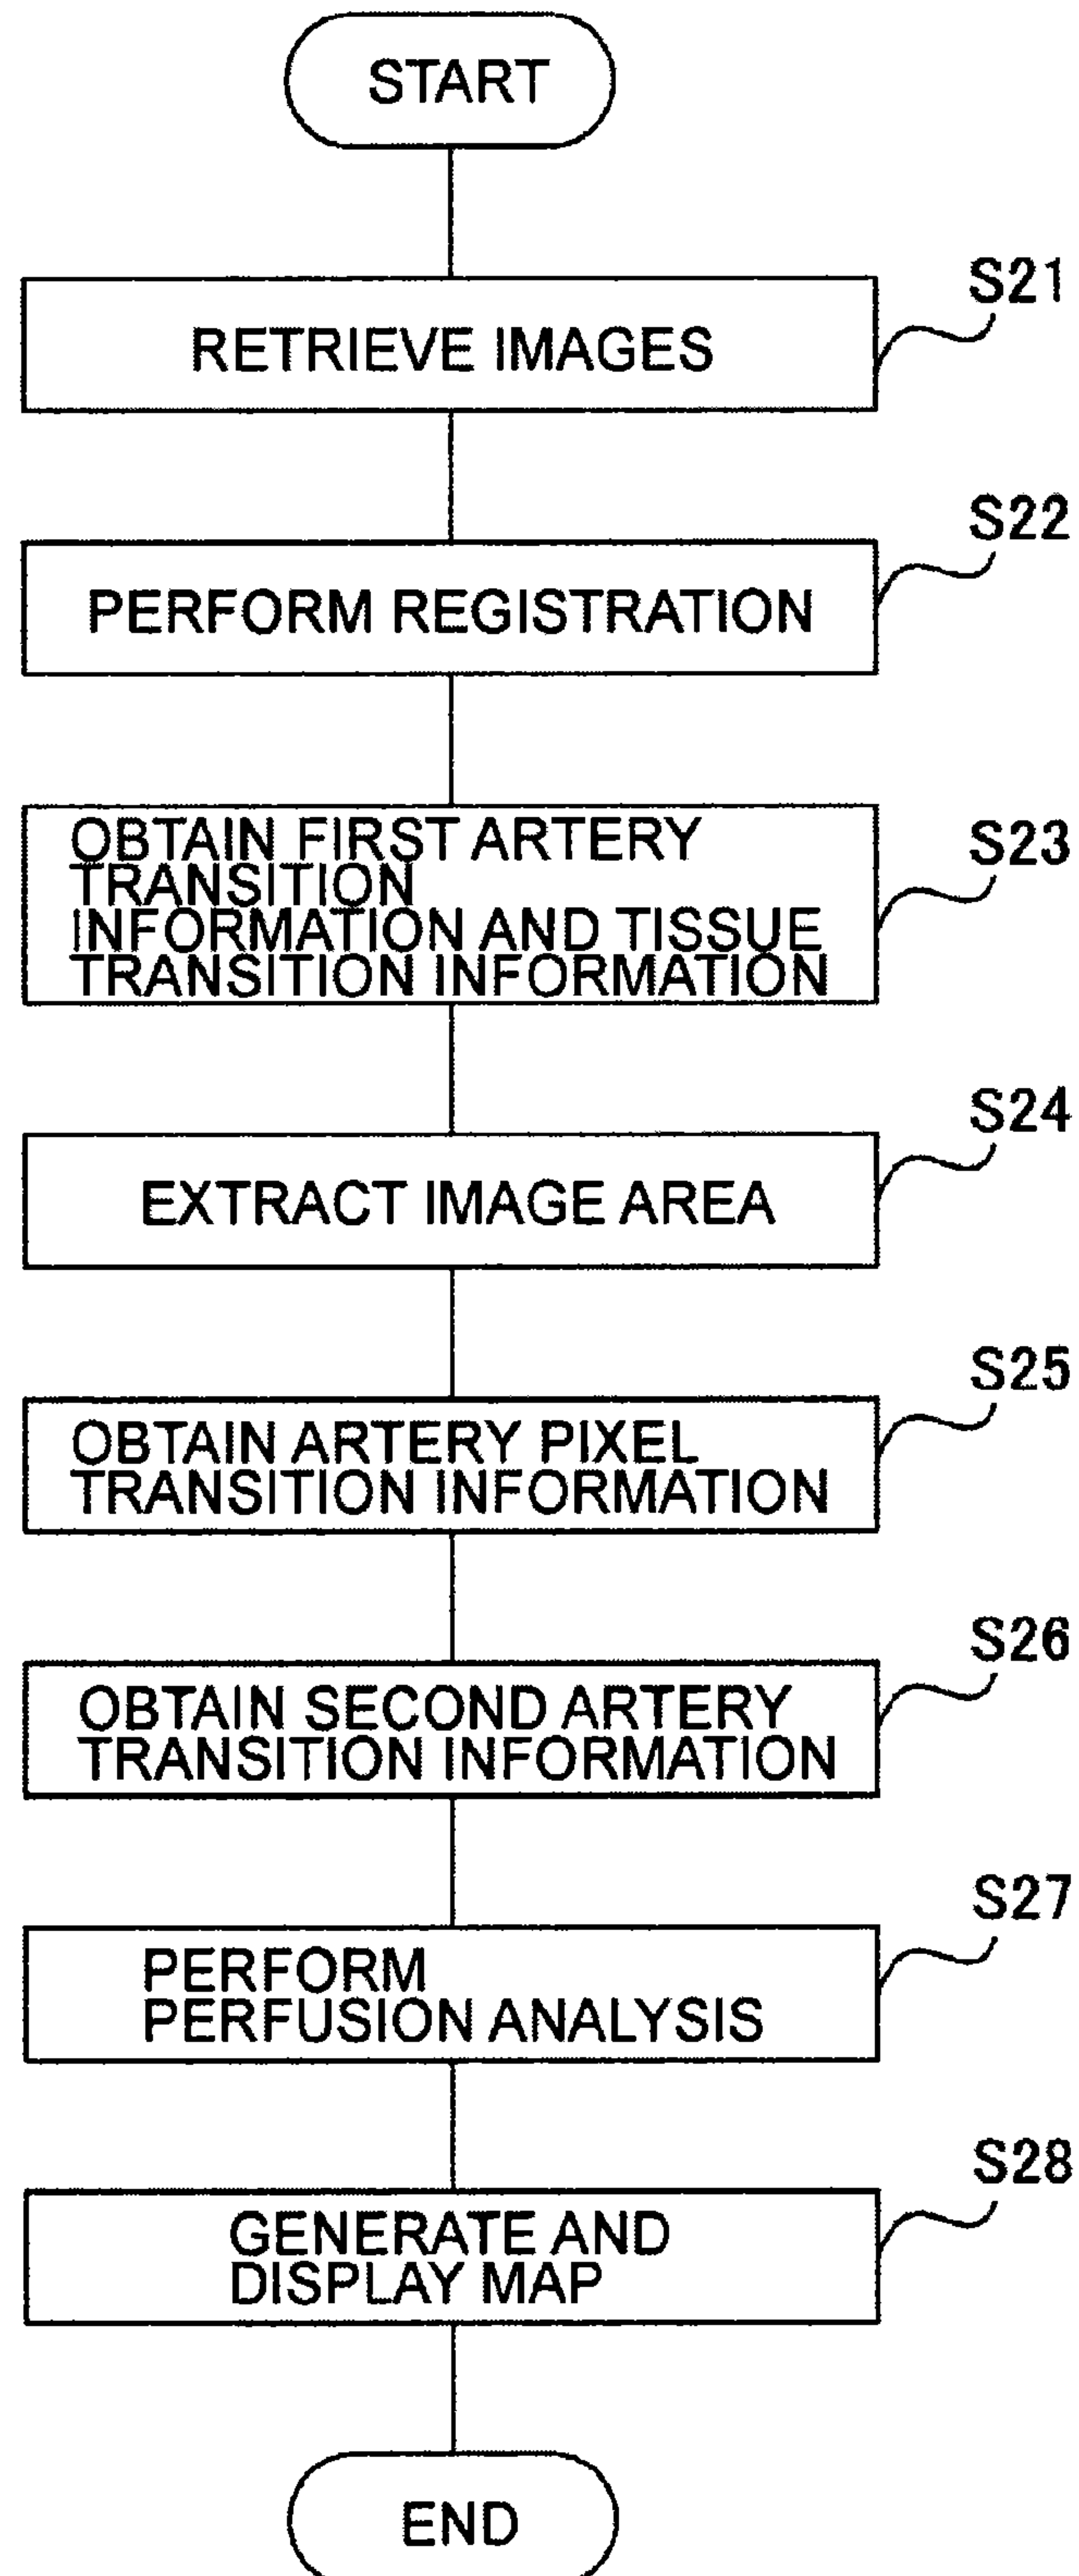 START
S21
RETRIEVE IMAGES
S22
PERFORM REGISTRATION
S23
OBTAIN FIRST ARTERY
TRANSITION
INFORMATION AND TISSUE
TRANSITION INFORMATION
S24
EXTRACT IMAGE AREA
S25
OBTAIN ARTERY PIXEL
TRANSITION INFORMATION
S26
OBTAIN SECOND ARTERY
TRANSITION INFORMATION
S27
PERFORM
PERFUSION ANALYSIS
S28
GENERATE AND
DISPLAY MAP
END